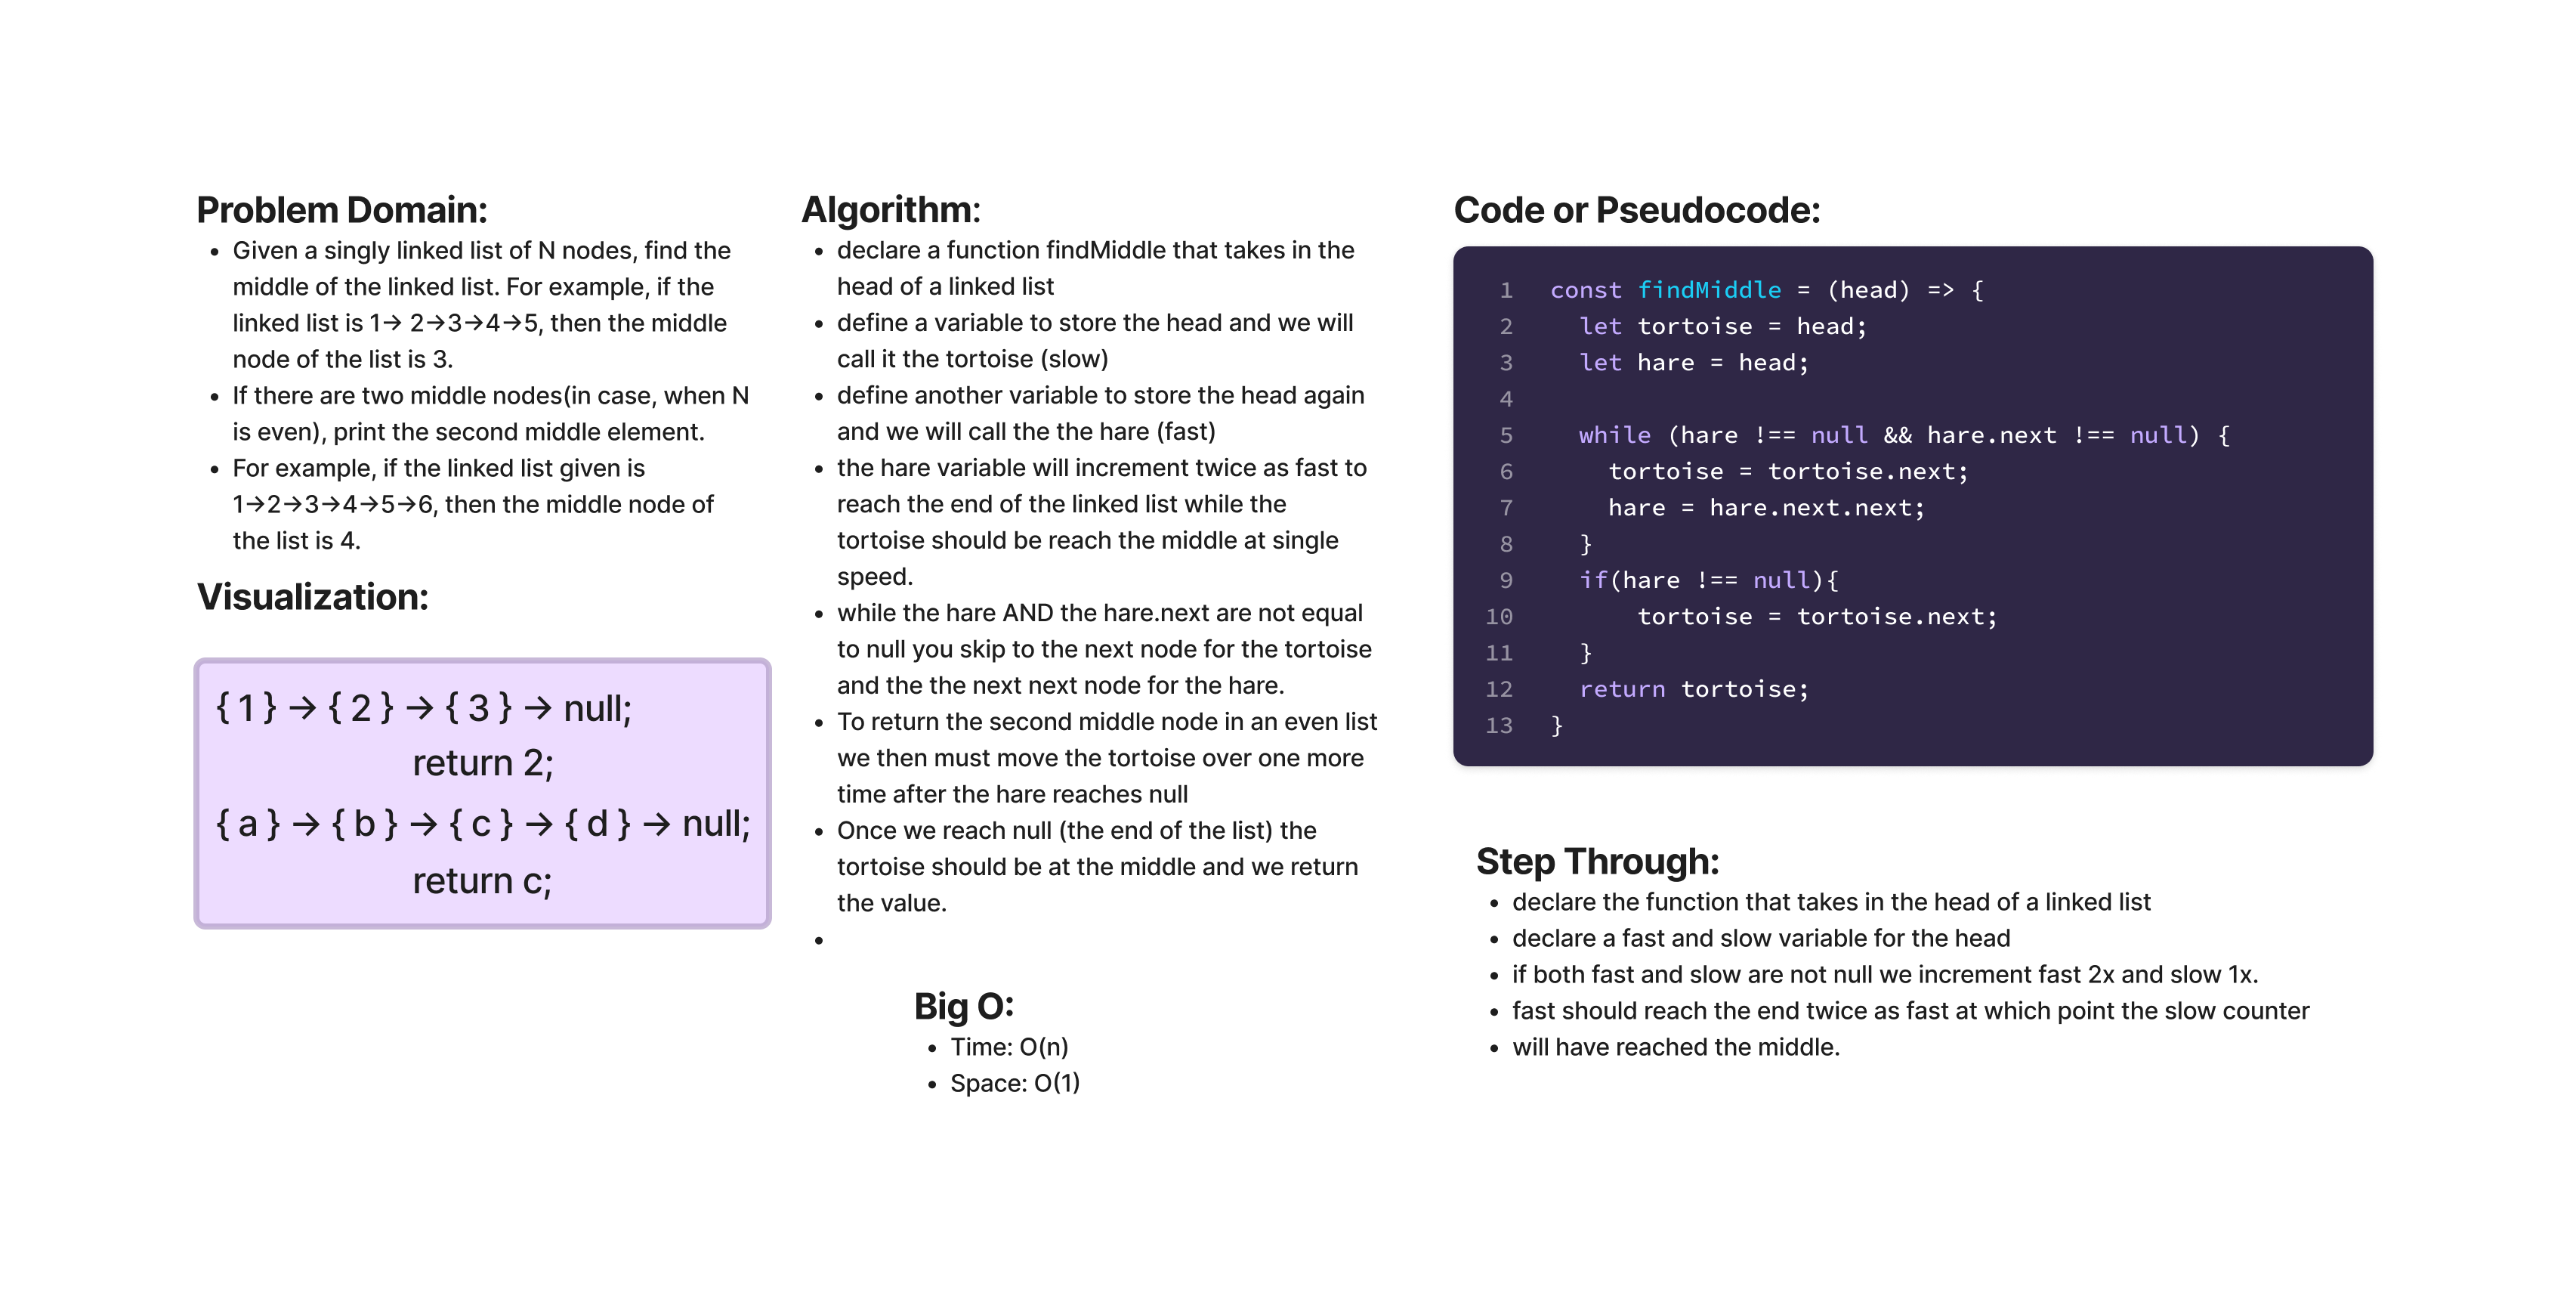 Problem Domain:
• Given a singly linked list of N nodes, find the
middle of the linked list. For example, if the
linked list is 1→ 2→3→4→5, then the middle
node of the list is 3.
• If there are two middle nodes(in case, when N
is even), print the second middle element.
• For example, if the linked list given is
1→2→3→4→5→6, then the middle node of
the list is 4.
Visualization:
{ 1 } → { 2 } → { 3 } → null;
return 2;
{ a } → { b } → { c } → { d } → null;
return c;
Algorithm:
• declare a function findMiddle that takes in the
head of a linked list
• define a variable to store the head and we will
call it the tortoise (slow)
• define another variable to store the head again
and we will call the the hare (fast)
• the hare variable will increment twice as fast to
reach the end of the linked list while the
tortoise should be reach the middle at single
speed.
• while the hare AND the hare.next are not equal
to null you skip to the next node for the tortoise
and the the next next node for the hare.
• To return the second middle node in an even list
we then must move the tortoise over one more
time after the hare reaches null
• Once we reach null (the end of the list) the
tortoise should be at the middle and we return
the value.
•
Big O:
• Time: O(n)
• Space: O(1)
Code or Pseudocode:
1 const findMiddle = (head) => {
2 let tortoise = head;
3 let hare = head;
4
5 while (hare !== null && hare.next !== null) {
6 tortoise = tortoise.next;
7 hare = hare.next.next;
8 }
9 if(hare !== null){
10 tortoise = tortoise.next;
11 }
12 return tortoise;
13 }
Step Through:
• declare the function that takes in the head of a linked list
• declare a fast and slow variable for the head
• if both fast and slow are not null we increment fast 2x and slow 1x.
• fast should reach the end twice as fast at which point the slow counter
• will have reached the middle.